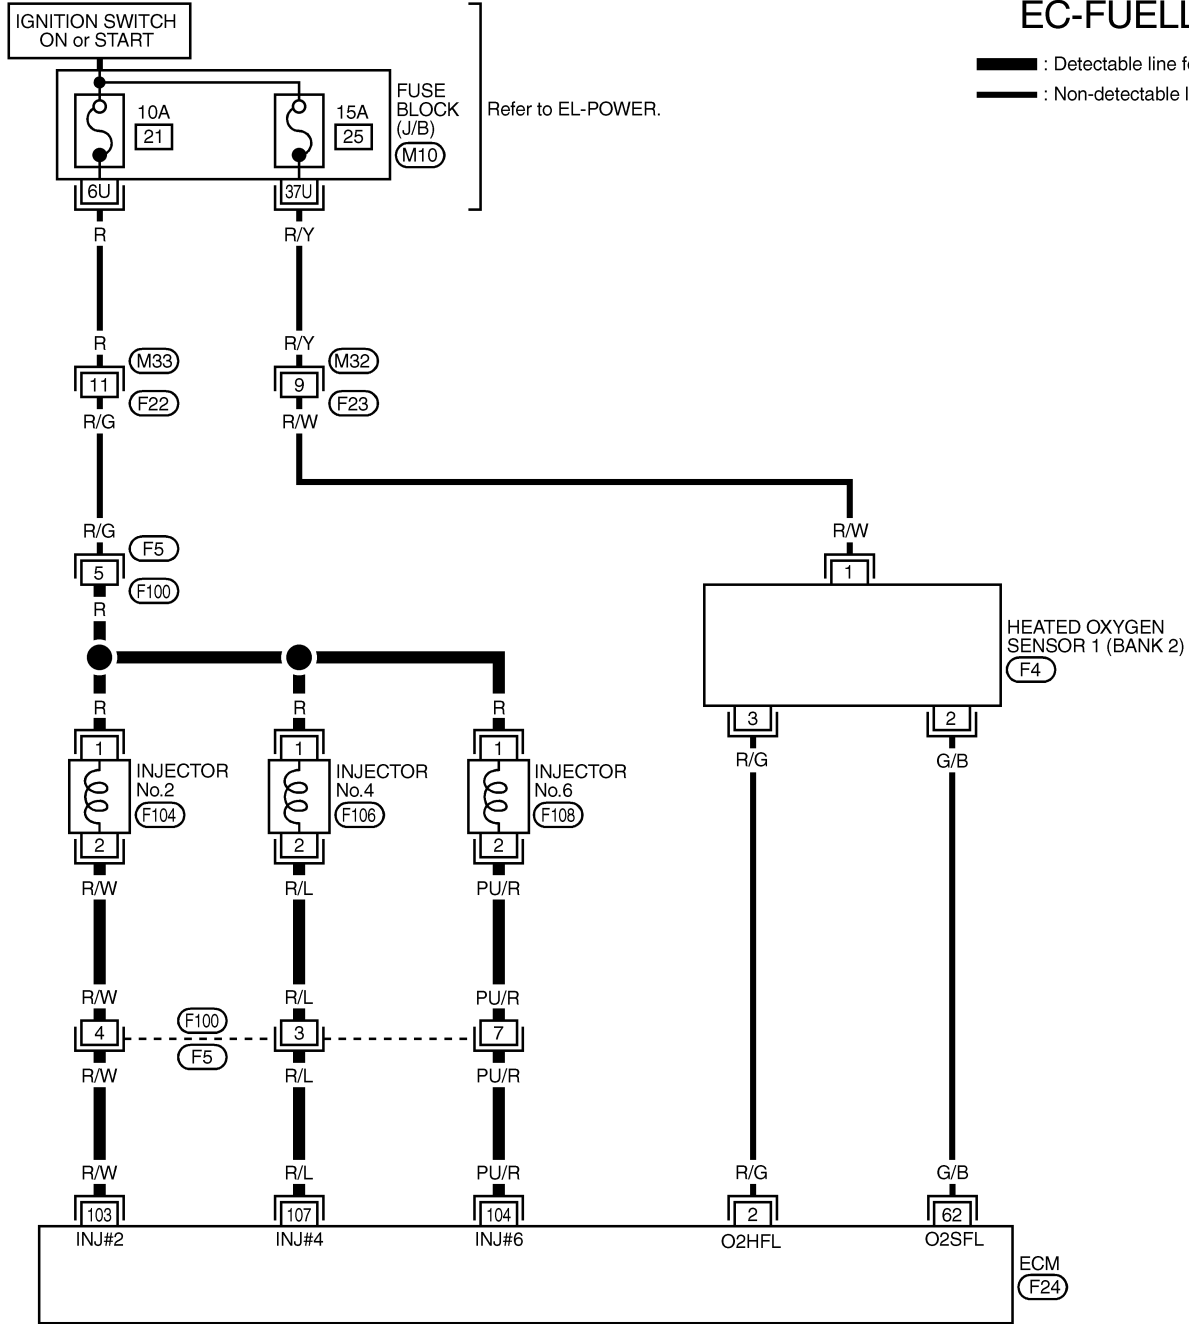 EC-FUELL
: Detectable line f
: Non-detectable l
IGNITION SWITCH
ON or START
10A
21
15A
25
FUSE
BLOCK
(J/B)
M10
Refer to EL-POWER.
6U
37U
R
R/Y
R
R/Y
M33
M32
11
9
F22
F23
R/G
R/W
R/G
R/W
F5
5
1
F100
R
HEATED OXYGEN
SENSOR 1 (BANK 2)
F4
R
R
R
3
2
1
1
1
R/G
G/B
INJECTOR
No.2
F104
INJECTOR
No.4
F106
INJECTOR
No.6
F108
2
2
2
R/W
R/L
PU/R
R/W
R/L
PU/R
4
F100
F5
3
7
R/W
R/L
PU/R
R/W
R/L
PU/R
R/G
G/B
103
107
104
2
62
INJ#2
INJ#4
INJ#6
O2HFL
O2SFL
ECM
F24